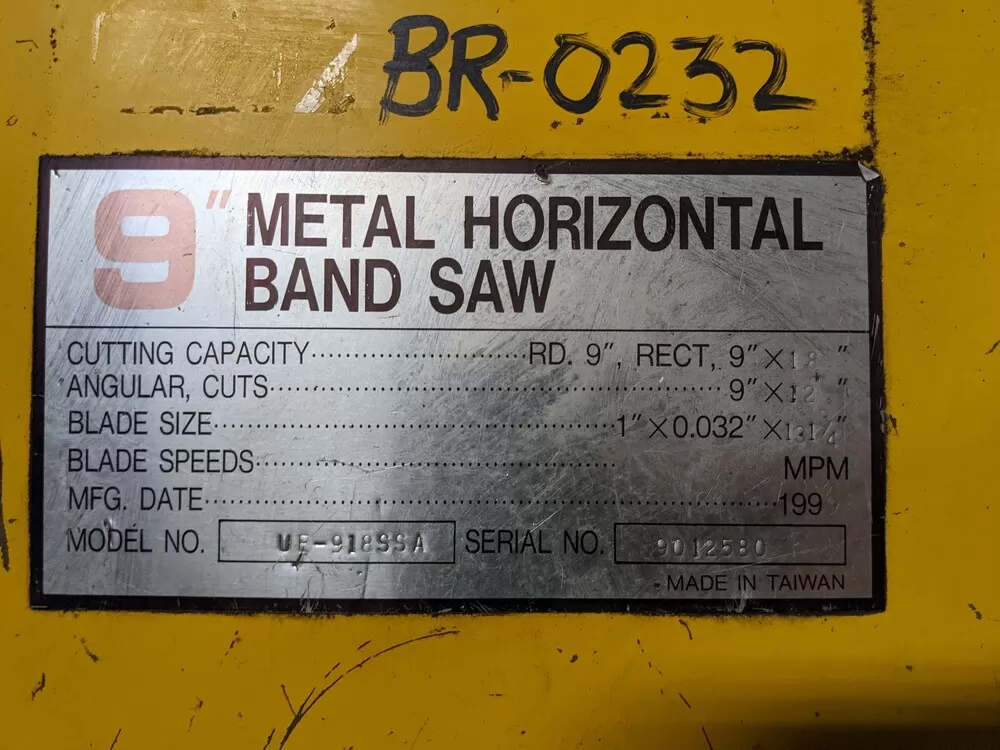 BR-0232
9" METAL HORIZONTAL
BAND SAW
CUTTING CAPACITY........................RD. 9", RECT, 9"×18 "
ANGULAR, CUTS........................9"×12 "
BLADE SIZE........................1"×0.032"×131¼"
BLADE SPEEDS........................ MPM
MFG. DATE........................199
MODEL NO. UE-918SSA SERIAL NO. 9012580
MADE IN TAIWAN